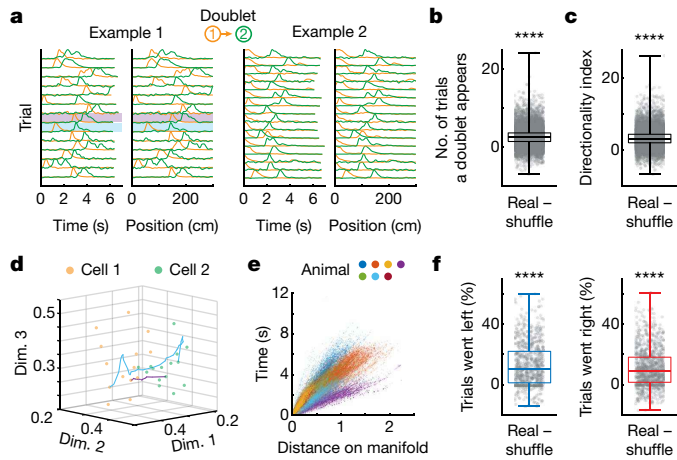 a
Doublet
1 → 2
Example 1
Example 2
Trial
0 2 4 6
0 200
0 2 4 6
0 200
Time (s)
Position (cm)
Time (s)
Position (cm)
b
****
No. of trials
a doublet appears
20
0
Real –
shuffle
c
****
Directionality index
20
0
Real –
shuffle
d
Cell 1
Cell 2
Dim. 3
0.5
0.3
0.2
0.4
0.4
0.2
Dim. 2
Dim. 1
e
Animal
Time (s)
12
8
4
0
0 1 2
Distance on manifold
f
****
Trials went left (%)
40
0
Real –
shuffle
****
Trials went right (%)
40
0
Real –
shuffle